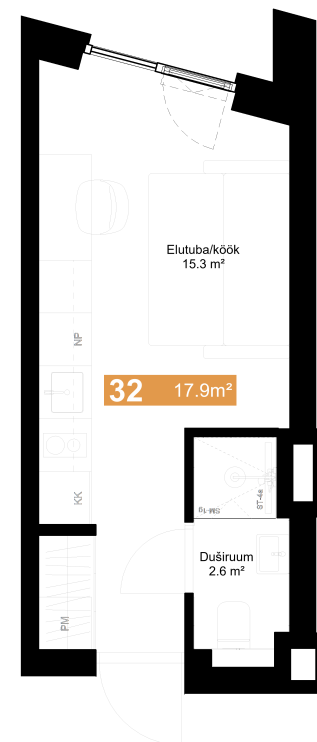 Elutuba/köök
15.3 m²
NP
32 17.9m²
KK
ST-4a
SM-1g
Duširuum
2.6 m²
PM